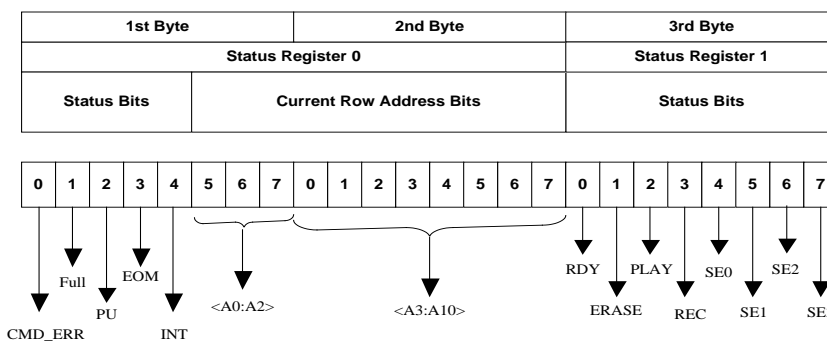 1st Byte 2nd Byte 3rd Byte
Status Register 0 Status Register 1
Status Bits Current Row Address Bits Status Bits
0 1 2 3 4 5 6 7 0 1 2 3 4 5 6 7 0 1 2 3 4 5 6 7
RDY PLAY SE0 SE2
Full EOM
<A0:A2> <A3:A10>
PU ERASE REC SE1
CMD_ERR INT